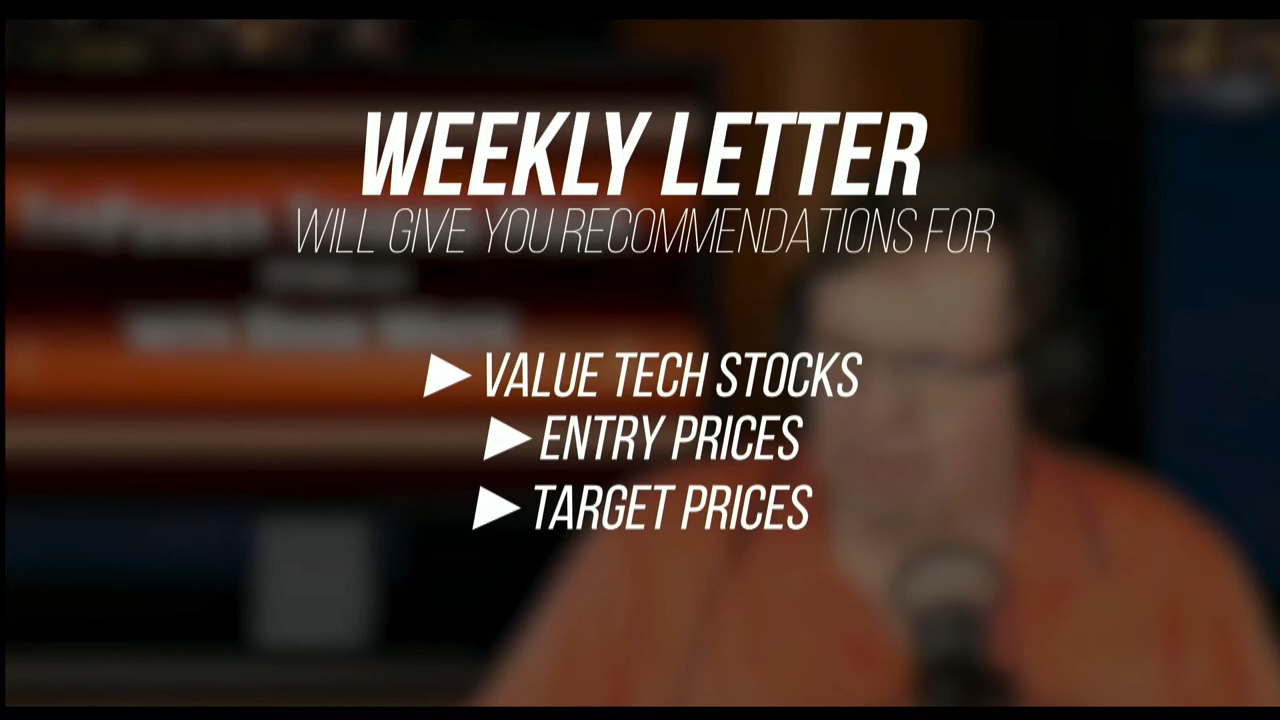 WEEKLY LETTER
WILL GIVE YOU RECOMMENDATIONS FOR
► VALUE TECH STOCKS
► ENTRY PRICES
► TARGET PRICES